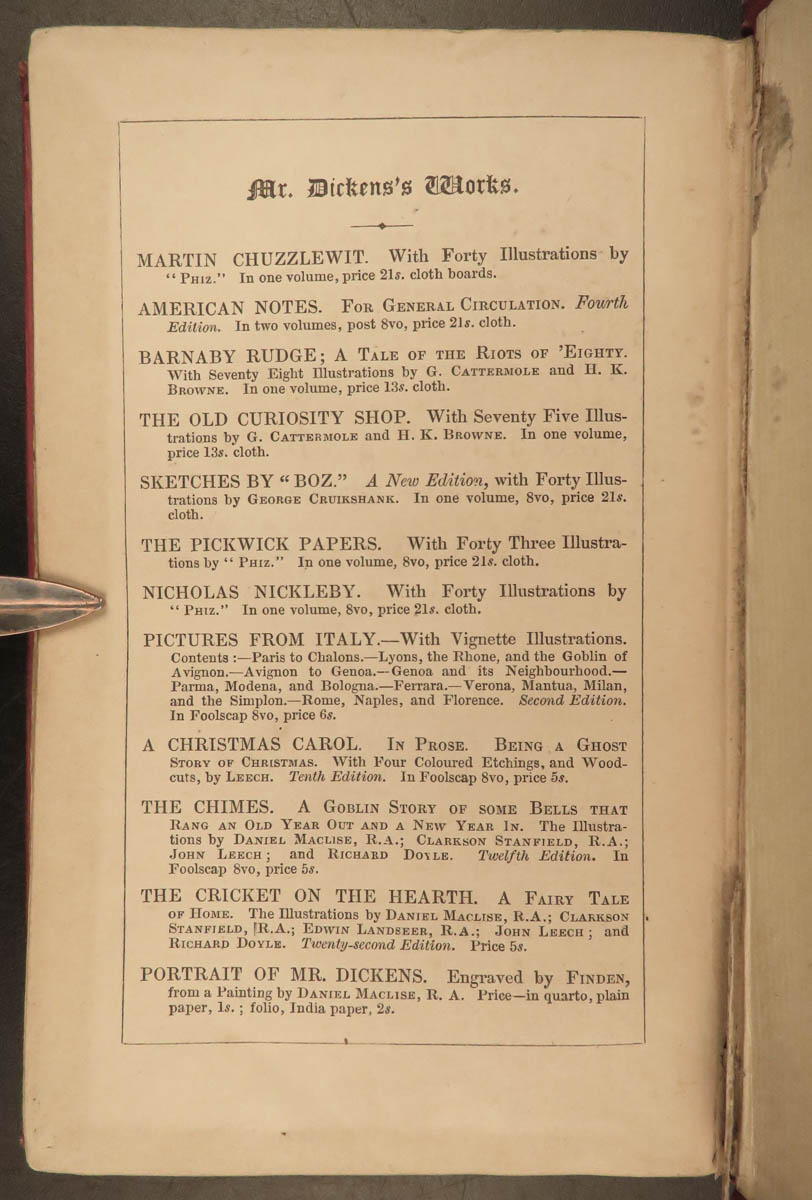 Mr. Dickens's Works.
MARTIN CHUZZLEWIT. With Forty Illustrations by
"PHIZ." In one volume, price 21s. cloth boards.
AMERICAN NOTES. FOR GENERAL CIRCULATION. Fourth
Edition. In two volumes, post 8vo, price 21s. cloth.
BARNABY RUDGE; A TALE OF THE RIOTS OF 'EIGHTY.
With Seventy Eight Illustrations by G. CATTERMOLE and H. K.
BROWNE. In one volume, price 13s. cloth.
THE OLD CURIOSITY SHOP. With Seventy Five Illus-
trations by G. CATTERMOLE and H. K. BROWNE. In one volume,
price 13s. cloth.
SKETCHES BY "BOZ." A New Edition, with Forty Illus-
trations by GEORGE CRUIKSHANK. In one volume, 8vo, price 21s.
cloth.
THE PICKWICK PAPERS. With Forty Three Illustra-
tions by "PHIZ." In one volume, 8vo, price 21s. cloth.
NICHOLAS NICKLEBY. With Forty Illustrations by
"PHIZ." In one volume, 8vo, price 21s. cloth.
PICTURES FROM ITALY.—With Vignette Illustrations.
Contents :—Paris to Chalons.—Lyons, the Rhone, and the Goblin of
Avignon.—Avignon to Genoa.—Genoa and its Neighbourhood.—
Parma, Modena, and Bologna.—Ferrara.—Verona, Mantua, Milan,
and the Simplon.—Rome, Naples, and Florence. Second Edition.
In Foolscap 8vo, price 6s.
A CHRISTMAS CAROL. IN PROSE. BEING A GHOST
STORY OF CHRISTMAS. With Four Coloured Etchings, and Wood-
cuts, by LEECH. Tenth Edition. In Foolscap 8vo, price 5s.
THE CHIMES. A GOBLIN STORY OF SOME BELLS THAT
RANG AN OLD YEAR OUT AND A NEW YEAR IN. The Illustra-
tions by DANIEL MACLISE, R.A.; CLARKSON STANFIELD, R.A.;
JOHN LEECH; and RICHARD DOYLE. Twelfth Edition. In
Foolscap 8vo, price 5s.
THE CRICKET ON THE HEARTH. A FAIRY TALE
OF HOME. The Illustrations by DANIEL MACLISE, R.A.; CLARKSON
STANFIELD, R.A.; EDWIN LANDSEER, R.A.; JOHN LEECH; and
RICHARD DOYLE. Twenty-second Edition. Price 5s.
PORTRAIT OF MR. DICKENS. Engraved by FINDEN,
from a Painting by DANIEL MACLISE, R. A. Price—in quarto, plain
paper, 1s.; folio, India paper, 2s.